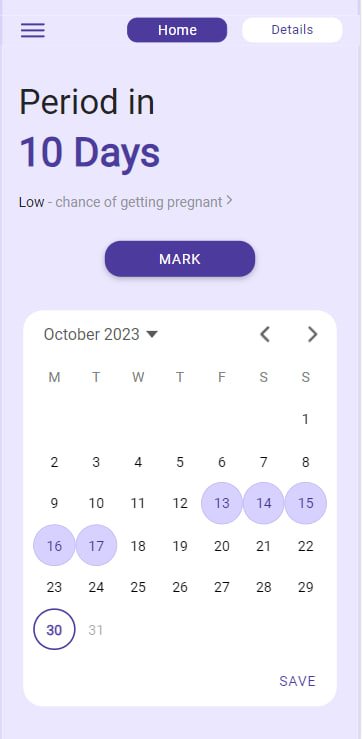 Home Details
Period in
10 Days
Low - chance of getting pregnant
MARK
October 2023
M T W T F S S
1
2 3 4 5 6 7 8
9 10 11 12 13 14 15
16 17 18 19 20 21 22
23 24 25 26 27 28 29
30 31
SAVE